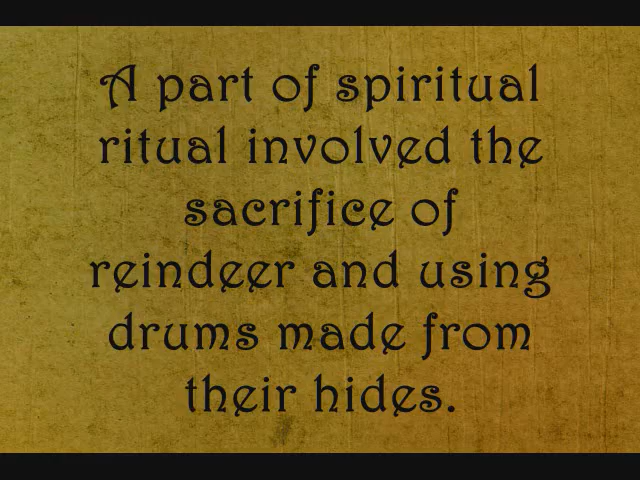 A part of spiritual
ritual involved the
sacrifice of
reindeer and using
drums made from
their hides.